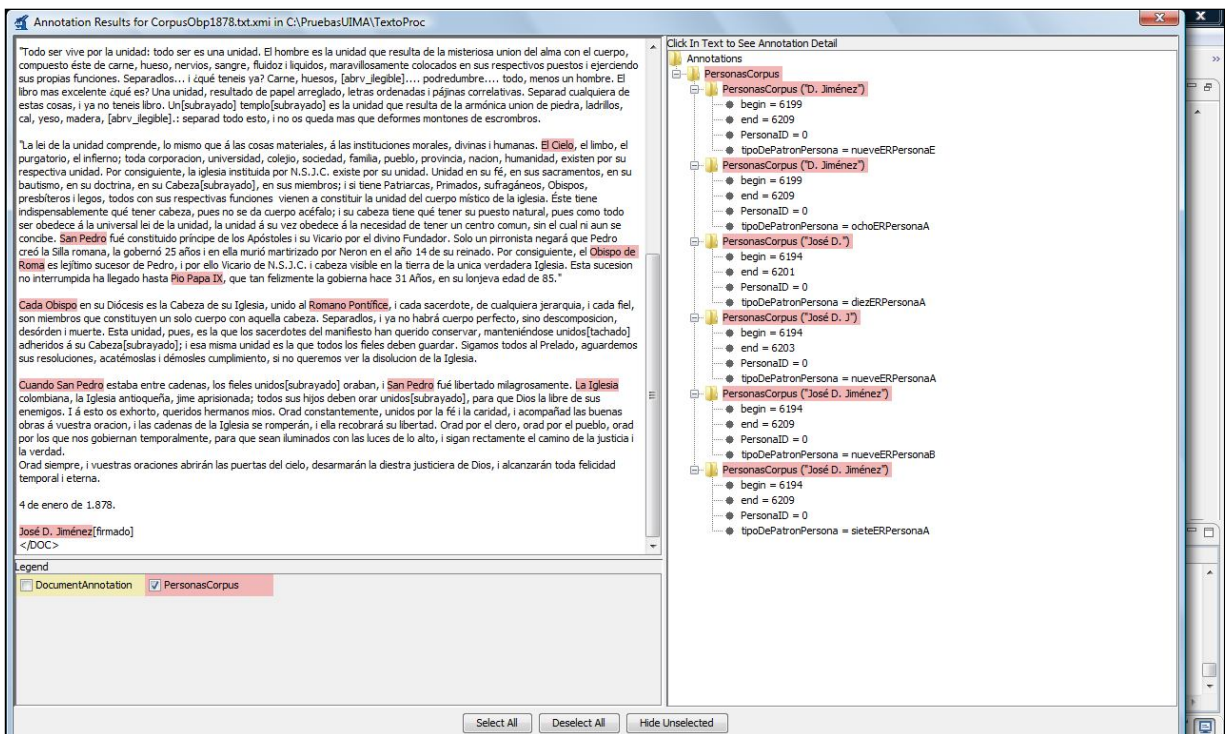 Annotation Results for CorpusObp1878.txt.xmi in C:\PruebasUIMA\TextoProc
"Todo ser vive por la unidad: todo ser es una unidad. El hombre es la unidad que resulta de la misteriosa union del alma con el cuerpo,
compuesto éste de carne, hueso, nervios, sangre, fluidoz i liquidos, maravillosamente colocados en sus respectivos puestos i ejerciendo
sus propias funciones. Separadlos... i ¿qué teneis ya? Carne, huesos, [abrv_ilegible].... podredumbre.... todo, menos un hombre. El
libro mas excelente ¿qué es? Una unidad, resultado de papel arreglado, letras ordenadas i pájinas correlativas. Separad cualquiera de
estas cosas, i ya no teneis libro. Un[subrayado] templo[subrayado] es la unidad que resulta de la armónica union de piedra, ladrillos,
cal, yeso, madera, [abrv_ilegible].: separad todo esto, i no os queda mas que deformes montones de escrombros.
"La lei de la unidad comprende, lo mismo que á las cosas materiales, á las instituciones morales, divinas i humanas. El Cielo, el limbo, el
purgatorio, el infierno; toda corporacion, universidad, colejio, sociedad, familia, pueblo, provincia, nacion, humanidad, existen por su
respectiva unidad. Por consiguiente, la iglesia instituida por N.S.J.C. existe por su unidad. Unidad en su fé, en sus sacramentos, en su
bautismo, en su doctrina, en su Cabeza[subrayado], en sus miembros; i si tiene Patriarcas, Primados, sufragáneos, Obispos,
presbíteros i legos, todos con sus respectivas funciones vienen a constituir la unidad del cuerpo místico de la iglesia. Éste tiene
indispensablemente qué tener cabeza, pues no se da cuerpo acéfalo; i su cabeza tiene qué tener su puesto natural, pues como todo
ser obedece á la universal lei de la unidad, la unidad á su vez obedece á la necesidad de tener un centro comun, sin el cual ni aun se
concibe. San Pedro fué constituido príncipe de los Apóstoles i su Vicario por el divino Fundador. Solo un pirronista negará que Pedro
creó la Silla romana, la gobernó 25 años i en ella murió martirizado por Neron en el año 14 de su reinado. Por consiguiente, el Obispo de
Roma es lejítimo sucesor de Pedro, i por ello Vicario de N.S.J.C. i cabeza visible en la tierra de la unica verdadera Iglesia. Esta sucesion
no interrumpida ha llegado hasta Pio Papa IX, que tan felizmente la gobierna hace 31 Años, en su lonjeva edad de 85."
Cada Obispo en su Diócesis es la Cabeza de su Iglesia, unido al Romano Pontífice, i cada sacerdote, de cualquiera jerarquia, i cada fiel,
son miembros que constituyen un solo cuerpo con aquella cabeza. Separadlos, i ya no habrá cuerpo perfecto, sino descomposicion,
desórden i muerte. Esta unidad, pues, es la que los sacerdotes del manifiesto han querido conservar, manteniéndose unidos[tachado]
adheridos á su Cabeza[subrayado]; i esa misma unidad es la que todos los fieles deben guardar. Sigamos todos al Prelado, aguardemos
sus resoluciones, acatémoslas i démosles cumplimiento, si no queremos ver la disolucion de la Iglesia.
Cuando San Pedro estaba entre cadenas, los fieles unidos[subrayado] oraban, i San Pedro fué libertado milagrosamente. La Iglesia
colombiana, la Iglesia antioqueña, jime aprisionada; todos sus hijos deben orar unidos[subrayado], para que Dios la libre de sus
enemigos. I á esto os exhorto, queridos hermanos mios. Orad constantemente, unidos por la fé i la caridad, i acompañad las buenas
obras á vuestra oracion, i las cadenas de la Iglesia se romperán, i ella recobrará su libertad. Orad por el clero, orad por el pueblo, orad
por los que nos gobiernan temporalmente, para que sean iluminados con las luces de lo alto, i sigan rectamente el camino de la justicia i
la verdad.
Orad siempre, i vuestras oraciones abrirán las puertas del cielo, desarmarán la diestra justiciera de Dios, i alcanzarán toda felicidad
temporal i eterna.
4 de enero de 1.878.
José D. Jiménez[firmado]
</DOC>
Legend
DocumentAnnotation PersonasCorpus
Click In Text to See Annotation Detail
Annotations
PersonasCorpus
PersonasCorpus ("D. Jiménez")
begin = 6199
end = 6209
PersonaID = 0
tipoDePatronPersona = nueveERPersonaE
PersonasCorpus ("D. Jiménez")
begin = 6199
end = 6209
PersonaID = 0
tipoDePatronPersona = ochoERPersonaA
PersonasCorpus ("José D.")
begin = 6194
end = 6201
PersonaID = 0
tipoDePatronPersona = diezERPersonaA
PersonasCorpus ("José D. J")
begin = 6194
end = 6203
PersonaID = 0
tipoDePatronPersona = nueveERPersonaA
PersonasCorpus ("José D. Jiménez")
begin = 6194
end = 6209
PersonaID = 0
tipoDePatronPersona = nueveERPersonaB
PersonasCorpus ("José D. Jiménez")
begin = 6194
end = 6209
PersonaID = 0
tipoDePatronPersona = sieteERPersonaA
Select All Deselect All Hide Unselected